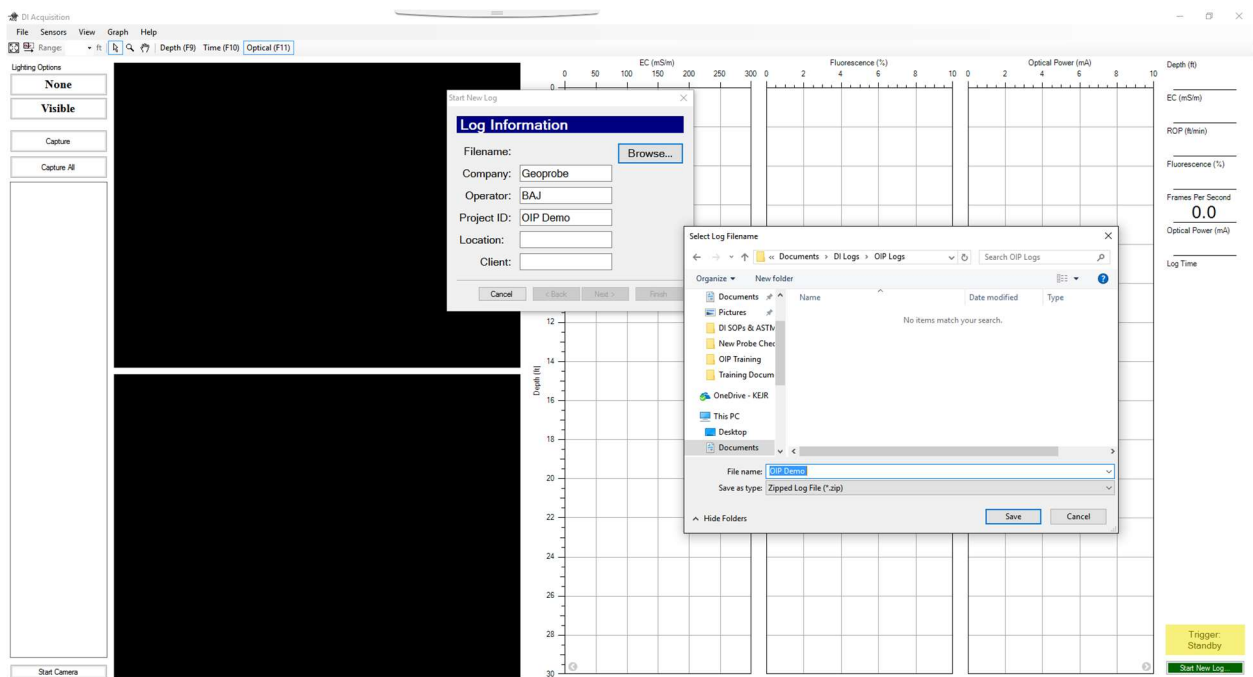 DI Acquisition
File Sensors View Graph Help
Range: ft Depth (F9) Time (F10) Optical (F11)
Lighting Options
None
Visible
Capture
Capture All
Start Camera
EC (mS/m)
0 50 100 150 200 250 300
Fluorescence (%)
0 2 4 6 8 10
Optical Power (mA)
0 2 4 6 8 10
Depth (ft)
0
12
14
16
18
20
22
24
26
28
30
Start New Log
Log Information
Filename: Browse...
Company: Geoprobe
Operator: BAJ
Project ID: OIP Demo
Location:
Client:
Cancel < Back Next > Finish
Select Log Filename
« Documents > DI Logs > OIP Logs Search OIP Logs
Organize New folder
Name Date modified Type
No items match your search.
Documents
Pictures
DI SOPs & ASTM
New Probe Chec
OIP Training
Training Docum
OneDrive - KEJR
This PC
Desktop
Documents
File name: OIP Demo
Save as type: Zipped Log File (*.zip)
Hide Folders Save Cancel
Depth (ft)
EC (mS/m)
ROP (ft/min)
Fluorescence (%)
Frames Per Second
0.0
Optical Power (mA)
Log Time
Trigger:
Standby
Start New Log...